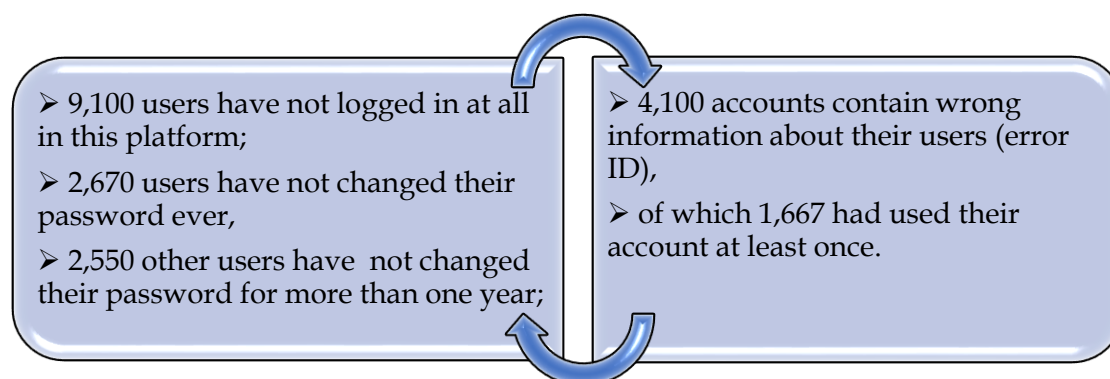 ➢ 9,100 users have not logged in at all
in this platform;
➢ 2,670 users have not changed their
password ever,
➢ 2,550 other users have  not changed
their password for more than one year;
➢ 4,100 accounts contain wrong
information about their users (error
ID),
➢ of which 1,667 had used their
account at least once.